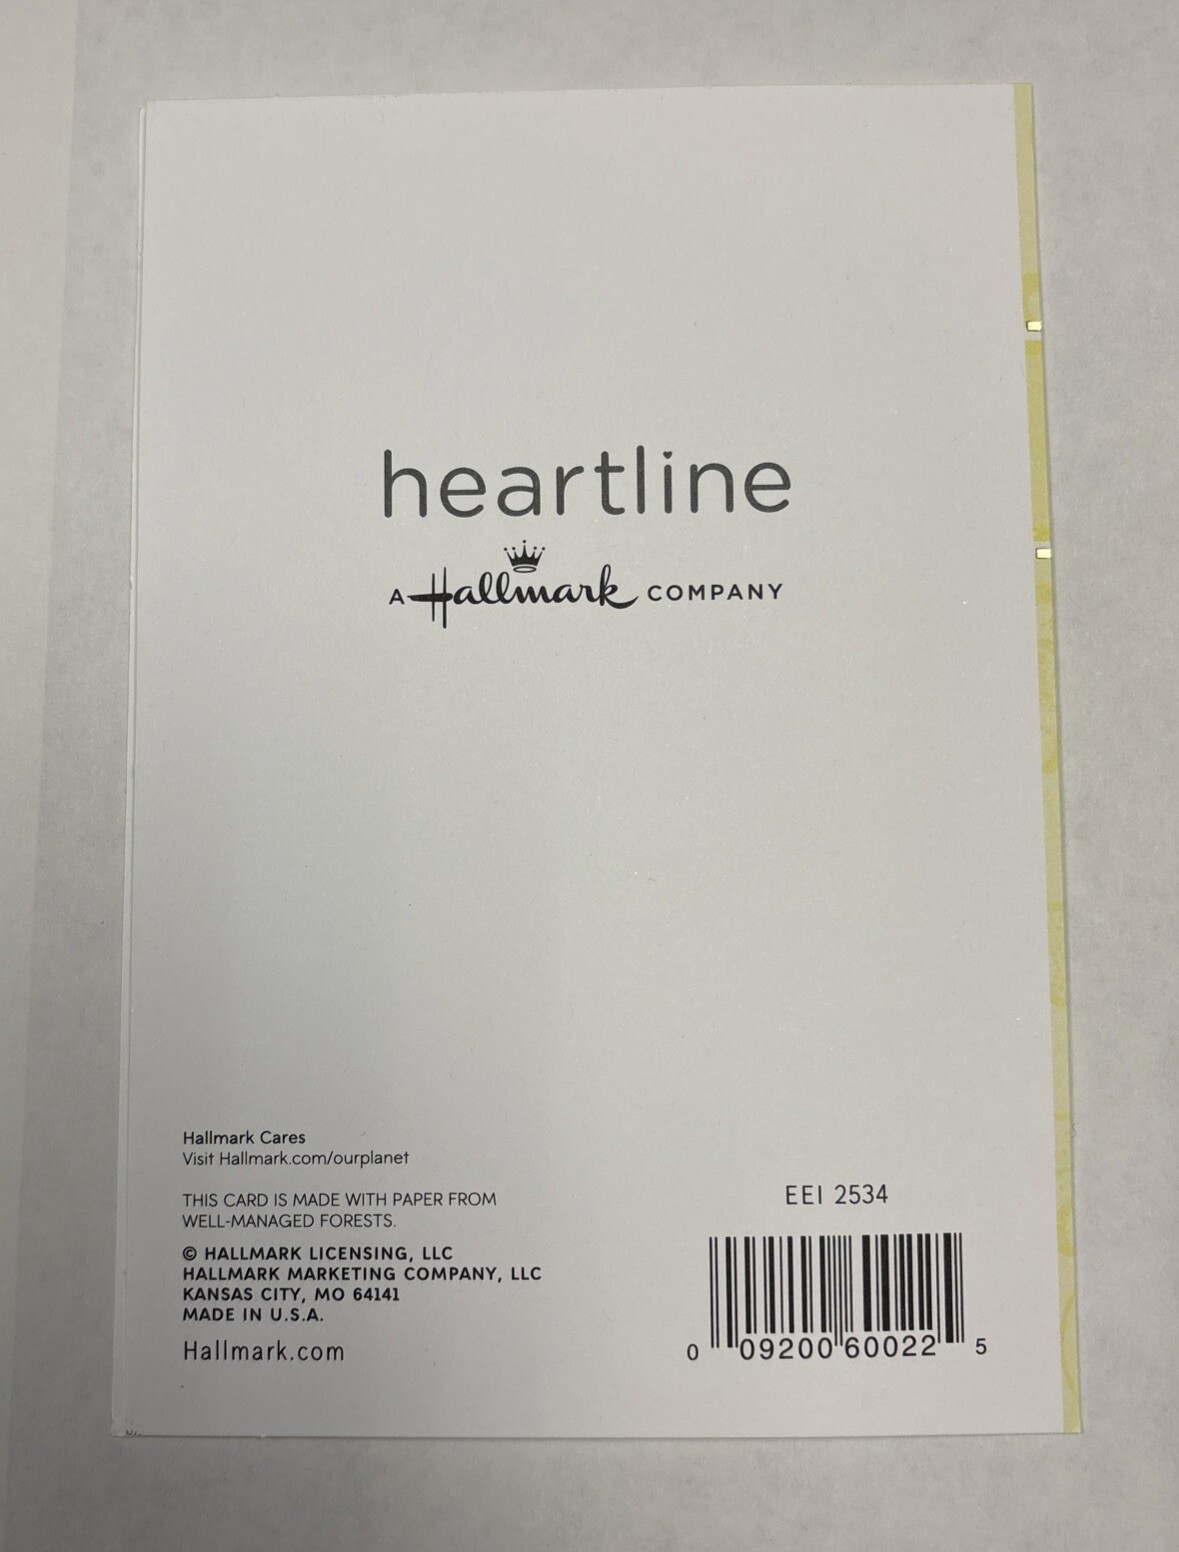 heartline
A Hallmark COMPANY
Hallmark Cares
Visit Hallmark.com/ourplanet
THIS CARD IS MADE WITH PAPER FROM
WELL-MANAGED FORESTS.
© HALLMARK LICENSING, LLC
HALLMARK MARKETING COMPANY, LLC
KANSAS CITY, MO 64141
MADE IN U.S.A.
Hallmark.com
EEI 2534
0 09200 60022 5